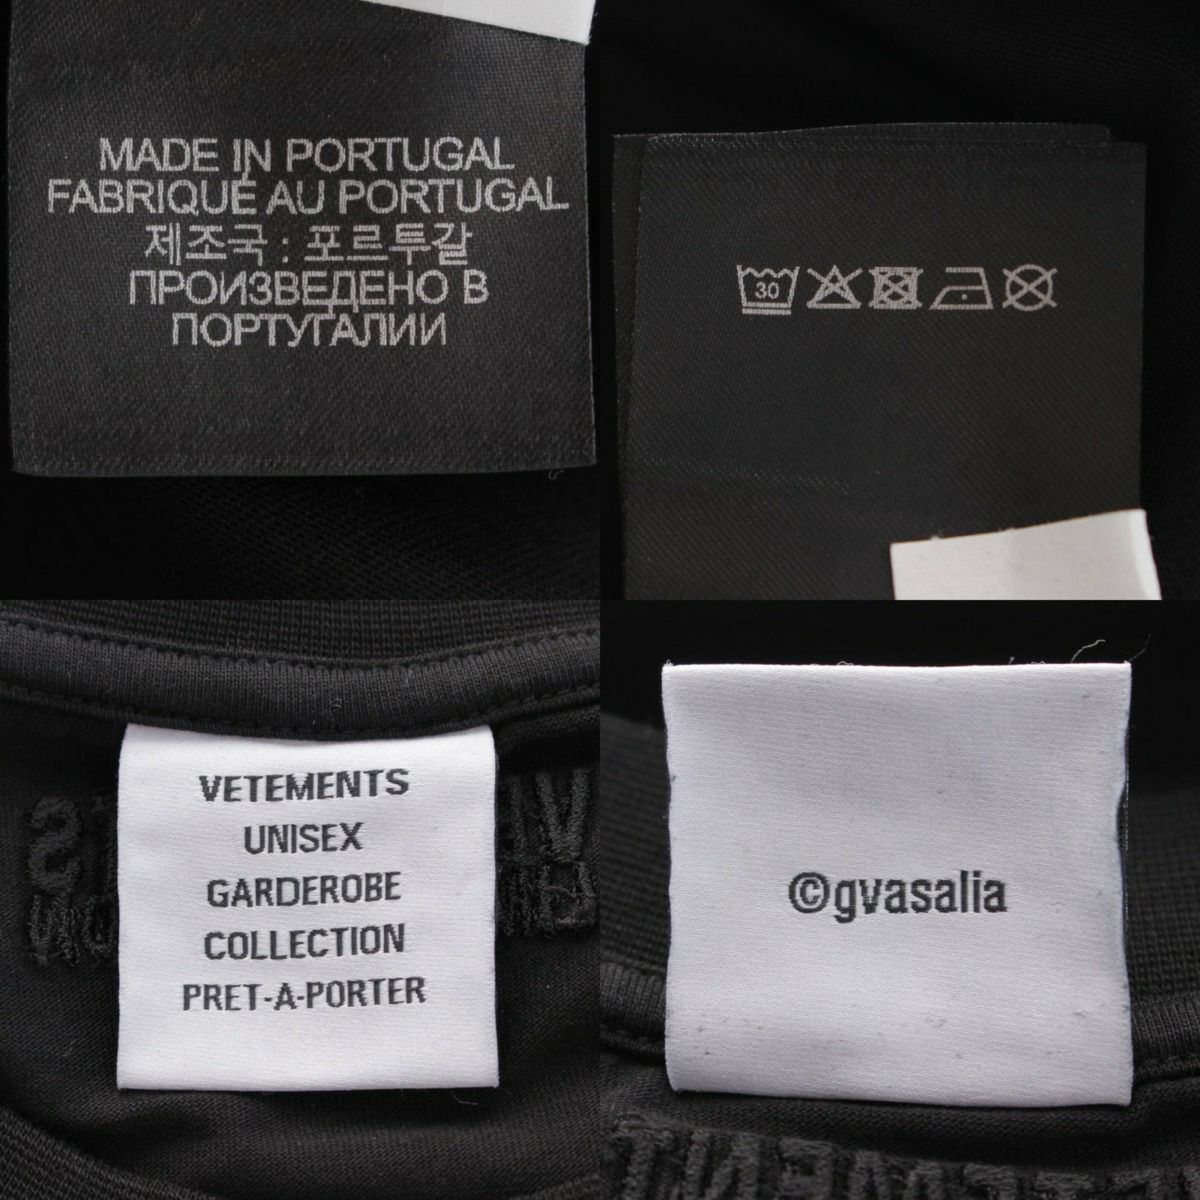 MADE IN PORTUGAL
FABRIQUÉ AU PORTUGAL
제조국 : 포르투갈
ПРОИЗВЕДЕНО В
ПОРТУГАЛИИ
30
VETEMENTS
UNISEX
GARDEROBE
COLLECTION
PRET-A-PORTER
©gvasalia